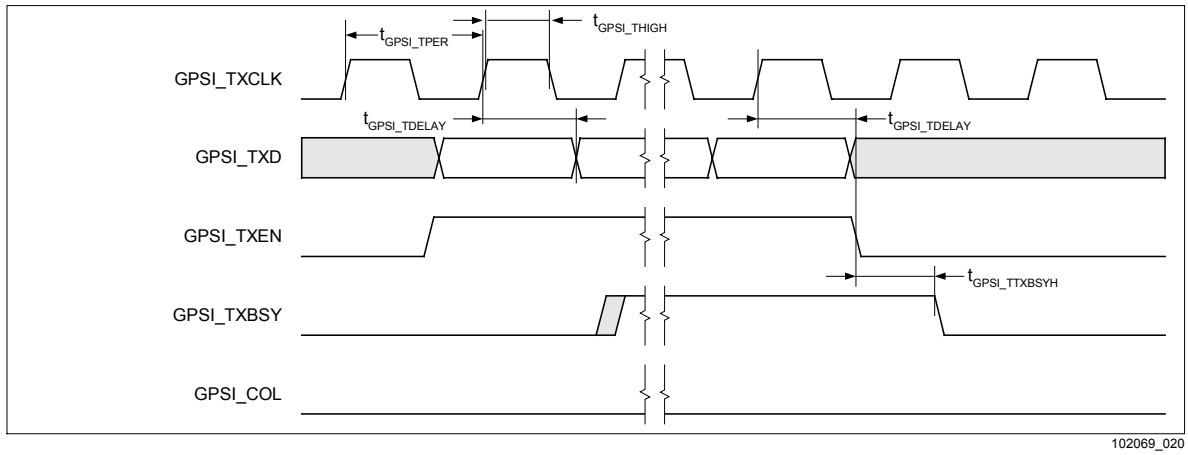 tGPSI_THIGH
tGPSI_TPER
GPSI_TXCLK
tGPSI_TDELAY tGPSI_TDELAY
GPSI_TXD
GPSI_TXEN
tGPSI_TTXBSYH
GPSI_TXBSY
GPSI_COL
102069_020